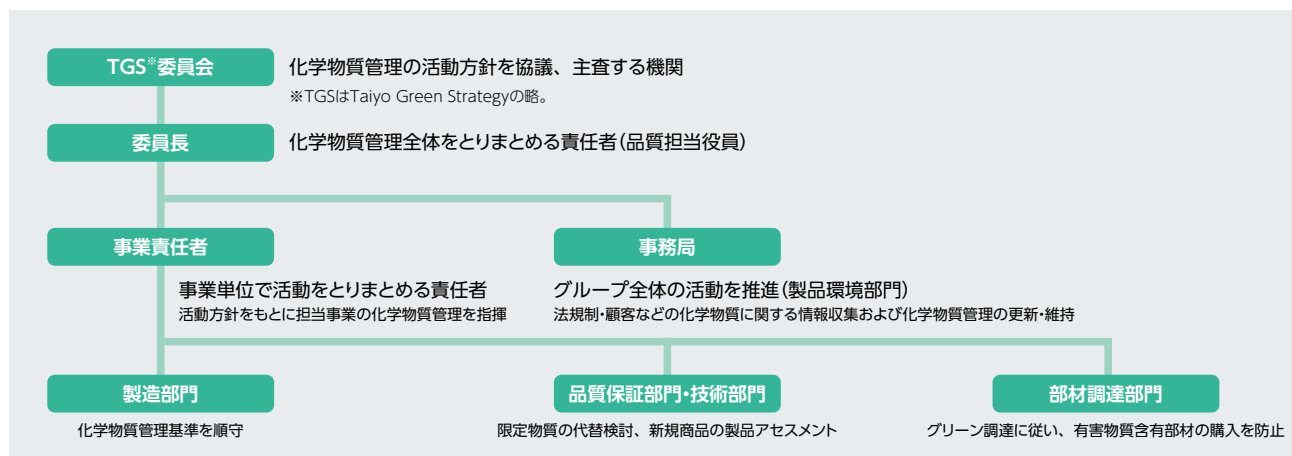 TGS※委員会
化学物質管理の活動方針を協議、主査する機関
※TGSはTaiyo Green Strategyの略。
委員長
化学物質管理全体をとりまとめる責任者(品質担当役員)
事業責任者
事務局
事業単位で活動をとりまとめる責任者
活動方針をもとに担当事業の化学物質管理を指揮
グループ全体の活動を推進(製品環境部門)
法規制・顧客などの化学物質に関する情報収集および化学物質管理の更新・維持
製造部門
品質保証部門・技術部門
部材調達部門
化学物質管理基準を順守
限定物質の代替検討、新規商品の製品アセスメント
グリーン調達に従い、有害物質含有部材の購入を防止